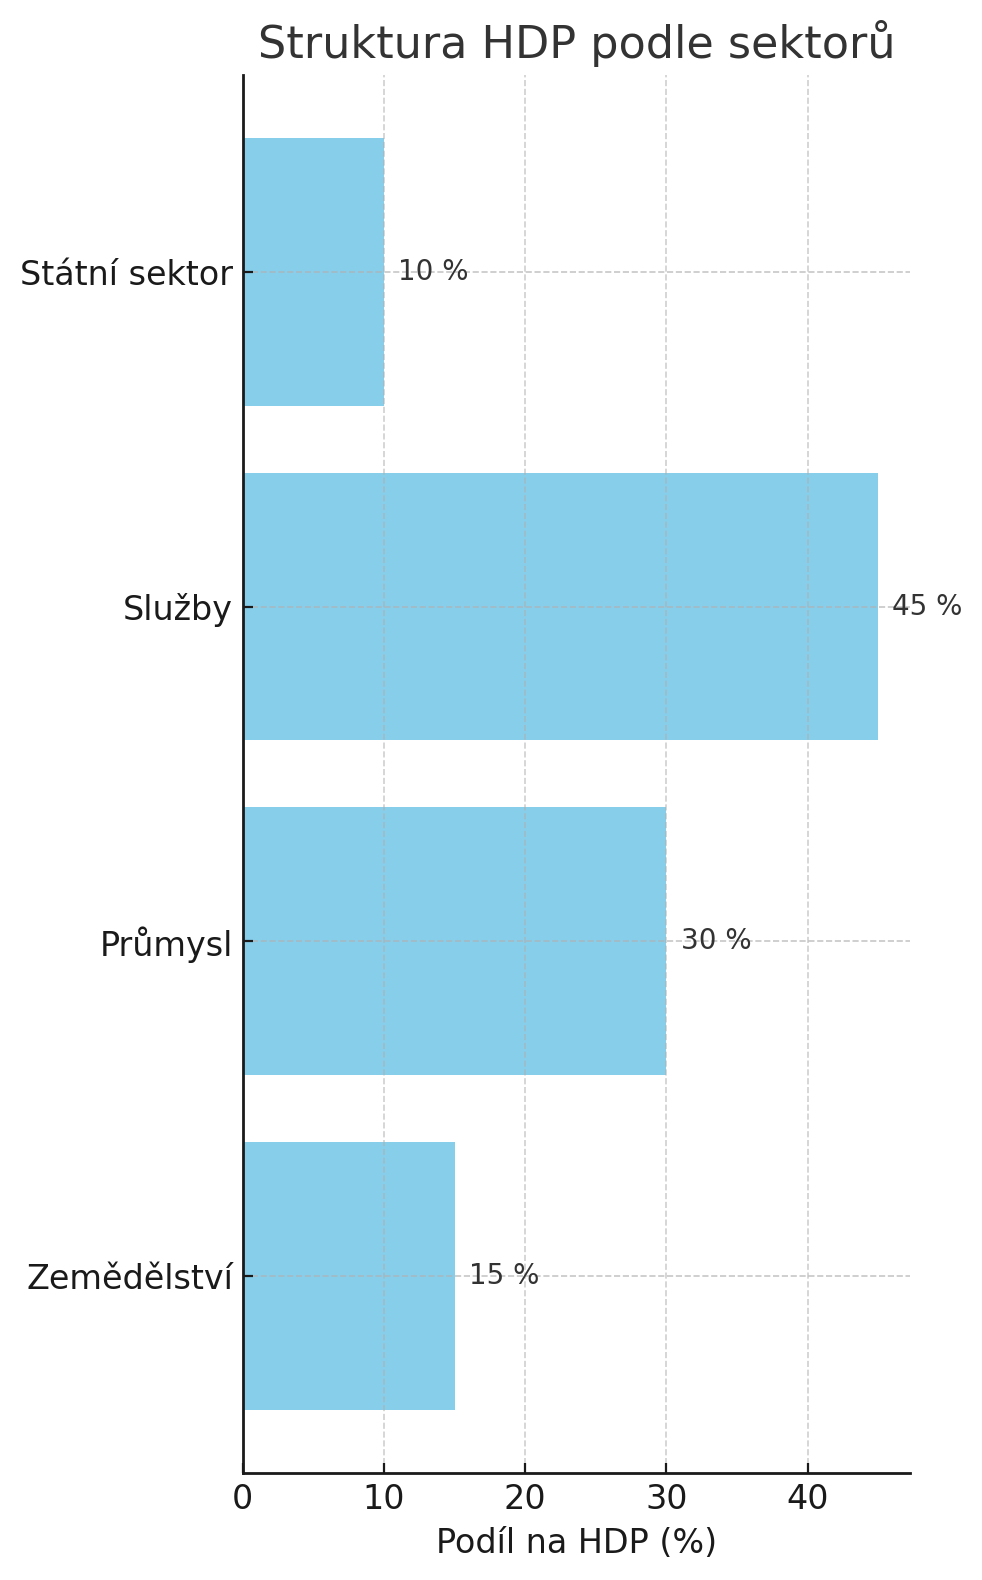 Struktura HDP podle sektorů
Státní sektor
10 %
Služby
45 %
Průmysl
30 %
Zemědělství
15 %
0 10 20 30 40
Podíl na HDP (%)